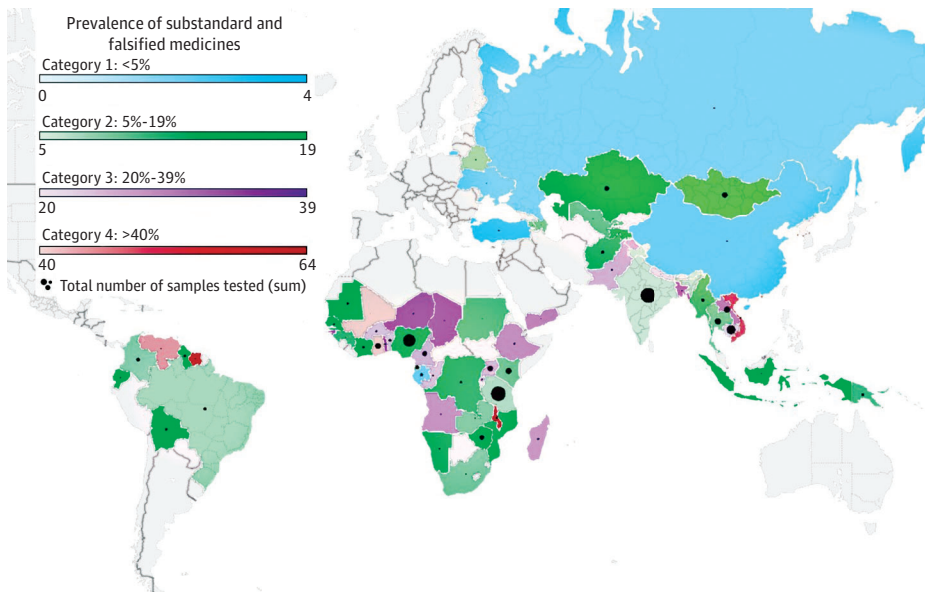 Prevalence of substandard and
falsified medicines
Category 1: <5%
0 4
Category 2: 5%-19%
5 19
Category 3: 20%-39%
20 39
Category 4: >40%
40 64
Total number of samples tested (sum)